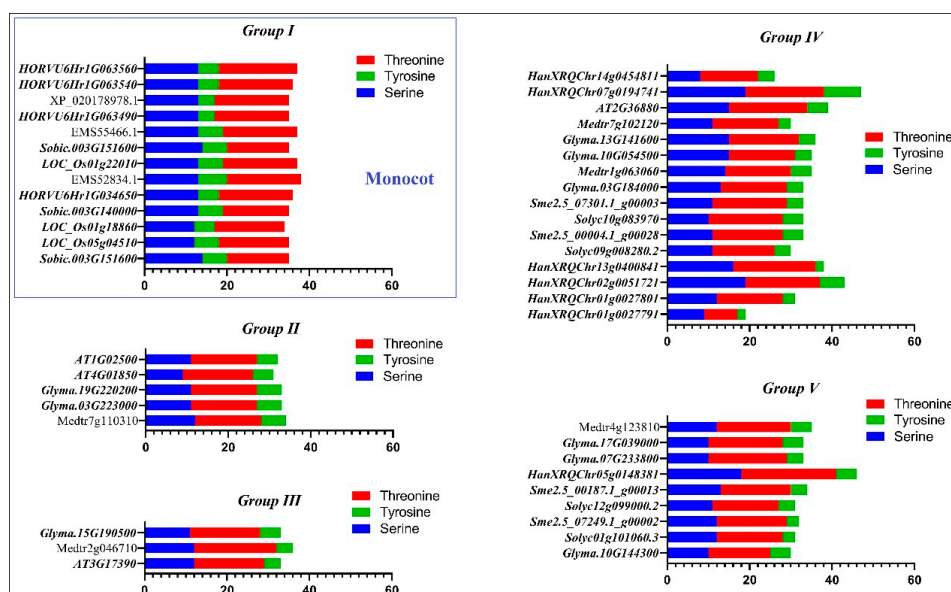 Group I
Threonine
Tyrosine
Serine
HORVU6Hr1G063560
HORVU6Hr1G063540
XP_020178978.1
HORVU6Hr1G063490
EMS55466.1
Sobic.003G151600
LOC_Os01g22010
EMS52834.1
HORVU6Hr1G034650
Sobic.003G140000
LOC_Os01g18860
LOC_Os05g04510
Sobic.003G151600
Monocot
0 20 40 60
Group II
Threonine
Tyrosine
Serine
AT1G02500
AT4G01850
Glyma.19G220200
Glyma.03G223000
Medtr7g110310
0 20 40 60
Group III
Threonine
Tyrosine
Serine
Glyma.15G190500
Medtr2g046710
AT3G17390
0 20 40 60
Group IV
Threonine
Tyrosine
Serine
HanXRQChr14g0454811
HanXRQChr07g0194741
AT2G36880
Medtr7g102120
Glyma.13G141600
Glyma.10G054500
Medtr1g063060
Glyma.03G184000
Sme2.5_07301.1_g00003
Solyc10g083970
Sme2.5_00004.1_g00028
Solyc09g008280.2
HanXRQChr13g0400841
HanXRQChr02g0051721
HanXRQChr01g0027801
HanXRQChr01g0027791
0 20 40 60
Group V
Threonine
Tyrosine
Serine
Medtr4g123810
Glyma.17G039000
Glyma.07G233800
HanXRQChr05g0148381
Sme2.5_00187.1_g00013
Solyc12g099000.2
Sme2.5_07249.1_g00002
Solyc01g101060.3
Glyma.10G144300
0 20 40 60